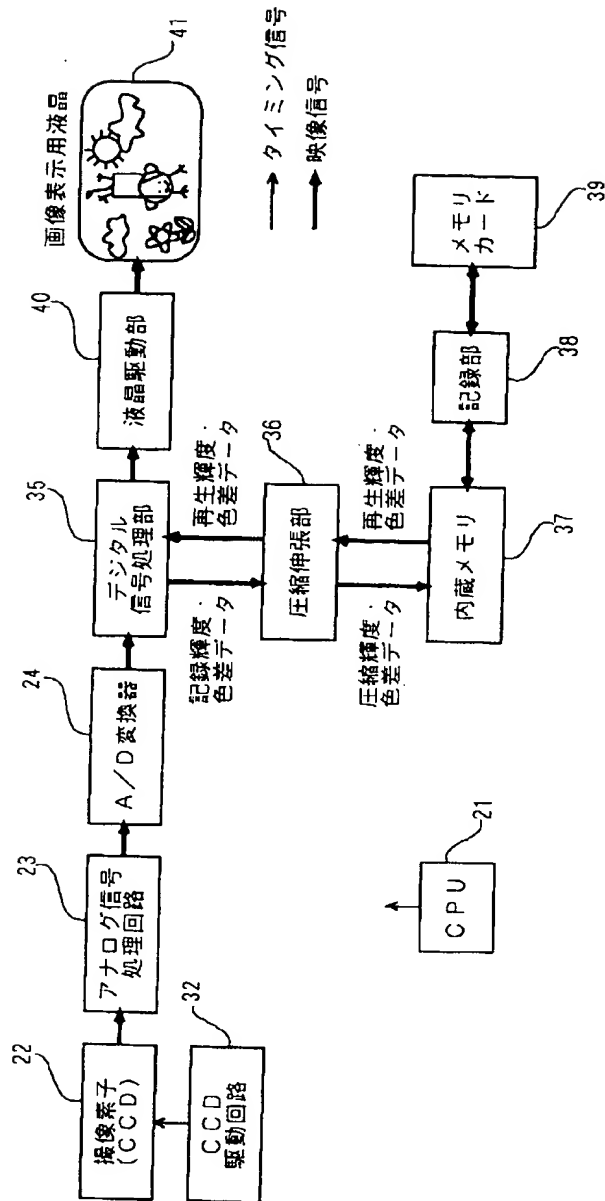 22
撮像素子
(CCD)
32
CCD
駆動回路
23
アナログ信号
処理回路
24
A/D変換器
35
デジタル
信号処理部
40
液晶駆動部
画像表示用液晶
41
タイミング信号
映像信号
記録輝度・
色差データ
再生輝度・
色差データ
36
圧縮伸張部
圧縮輝度・
色差データ
再生輝度・
色差データ
37
内蔵メモリ
38
記録部
39
メモリ
カード
21
CPU